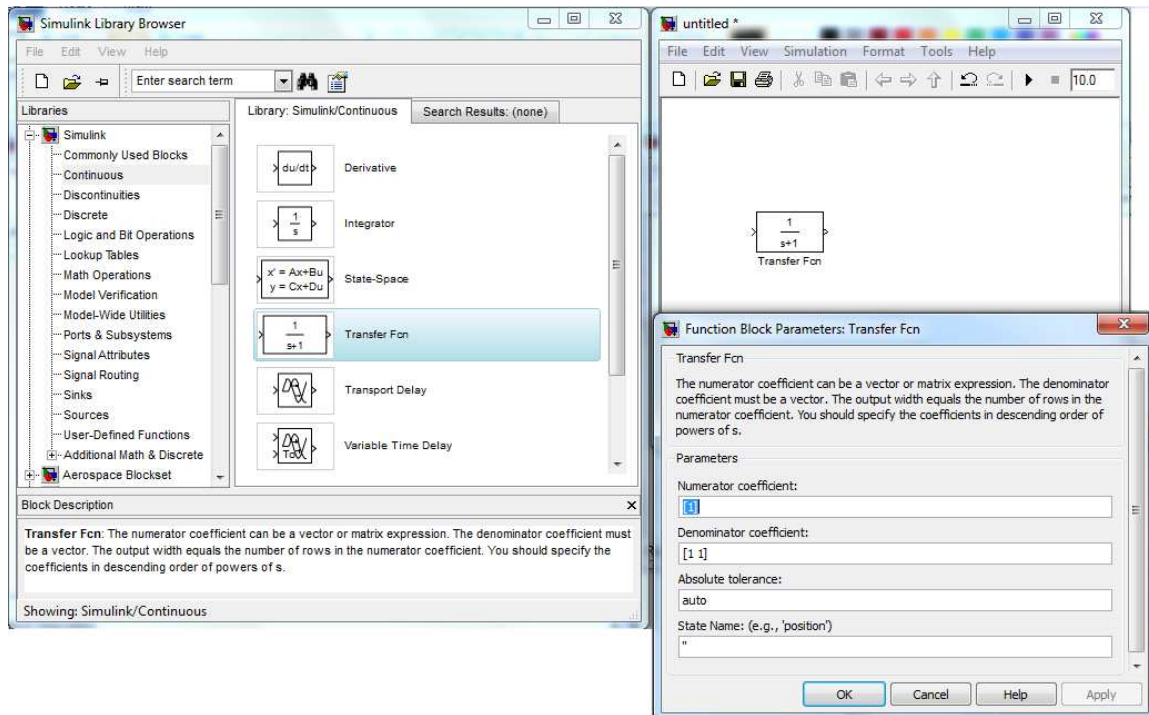 Simulink Library Browser
File Edit View Help
Enter search term
Libraries
Library: Simulink/Continuous
Search Results: (none)
Simulink
Commonly Used Blocks
Continuous
Discontinuities
Discrete
Logic and Bit Operations
Lookup Tables
Math Operations
Model Verification
Model-Wide Utilities
Ports & Subsystems
Signal Attributes
Signal Routing
Sinks
Sources
User-Defined Functions
Additional Math & Discrete
Aerospace Blockset
du/dt
Derivative
1
s
Integrator
x' = Ax+Bu
y = Cx+Du
State-Space
1
s+1
Transfer Fcn
Transport Delay
To
Variable Time Delay
Block Description
Transfer Fcn: The numerator coefficient can be a vector or matrix expression. The denominator coefficient must
be a vector. The output width equals the number of rows in the numerator coefficient. You should specify the
coefficients in descending order of powers of s.
Showing: Simulink/Continuous
untitled *
File Edit View Simulation Format Tools Help
10.0
1
s+1
Transfer Fcn
Function Block Parameters: Transfer Fcn
Transfer Fcn
The numerator coefficient can be a vector or matrix expression. The denominator
coefficient must be a vector. The output width equals the number of rows in the
numerator coefficient. You should specify the coefficients in descending order of
powers of s.
Parameters
Numerator coefficient:
[1]
Denominator coefficient:
[1 1]
Absolute tolerance:
auto
State Name: (e.g., 'position')
''
OK Cancel Help Apply